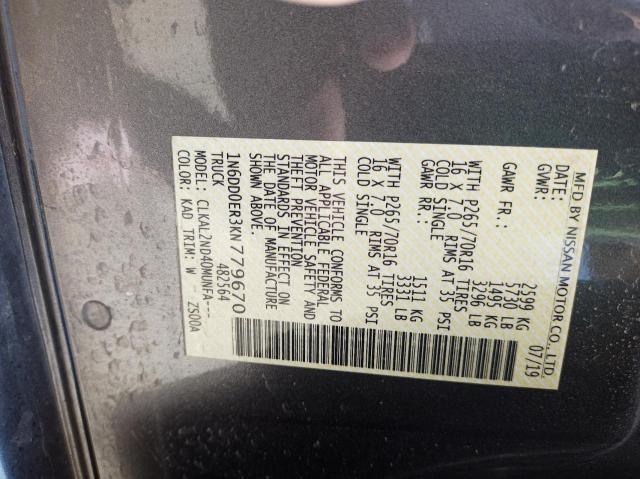 MFD BY NISSAN MOTOR CO., LTD.
DATE: 07/19
GVWR: 2599 KG
5730 LB
GAWR FR.: 1495 KG
3296 LB
WITH P265/70R16 TIRES
16 X 7.0 RIMS AT 35 PSI
COLD SINGLE
GAWR RR.: 1511 KG
3331 LB
WITH P265/70R16 TIRES
16 X 7.0 RIMS AT 35 PSI
COLD SINGLE
THIS VEHICLE CONFORMS TO
ALL APPLICABLE FEDERAL
MOTOR VEHICLE SAFETY AND
THEFT PREVENTION
STANDARDS IN EFFECT ON
THE DATE OF MANUFACTURE
SHOWN ABOVE.
1N6DD0ER3KN779670
TRUCK 482564
MODEL: CLKAL2ND40MUNFA---
COLOR: KAD TRIM: W Z500A